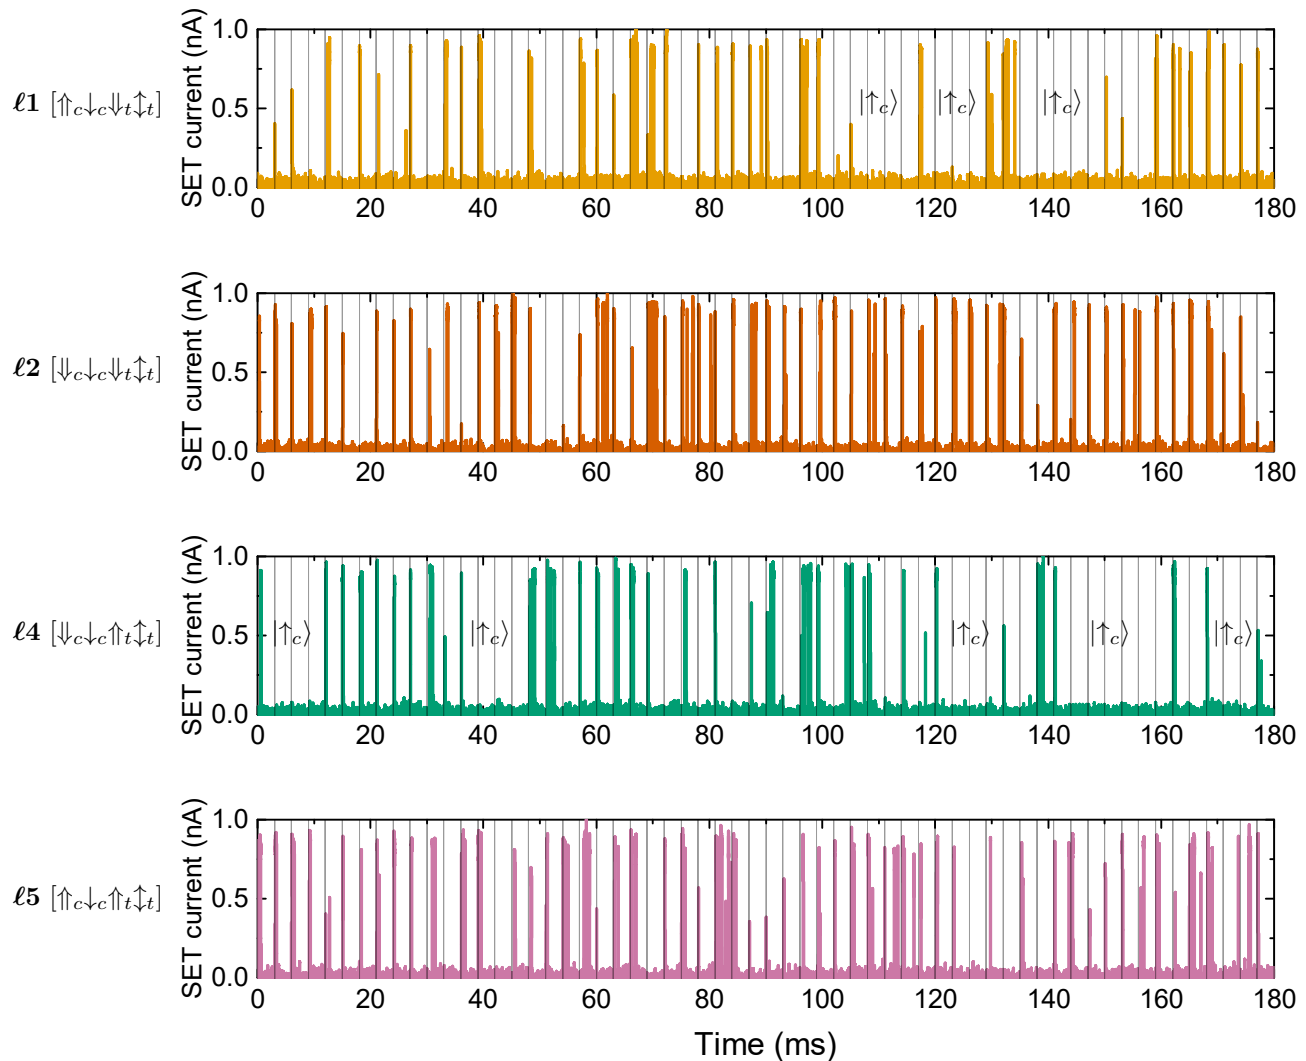 SET current (nA)
1.0
0.5
0.0
ℓ1 [⇑c↓c⇓t↕t]
|↑c⟩ |↑c⟩ |↑c⟩
0 20 40 60 80 100 120 140 160 180
SET current (nA)
1.0
0.5
0.0
ℓ2 [⇓c↓c⇓t↕t]
0 20 40 60 80 100 120 140 160 180
SET current (nA)
1.0
0.5
0.0
ℓ4 [⇓c↓c⇑t↕t]
|↑c⟩ |↑c⟩ |↑c⟩ |↑c⟩ |↑c⟩
0 20 40 60 80 100 120 140 160 180
SET current (nA)
1.0
0.5
0.0
ℓ5 [⇑c↓c⇑t↕t]
0 20 40 60 80 100 120 140 160 180
Time (ms)